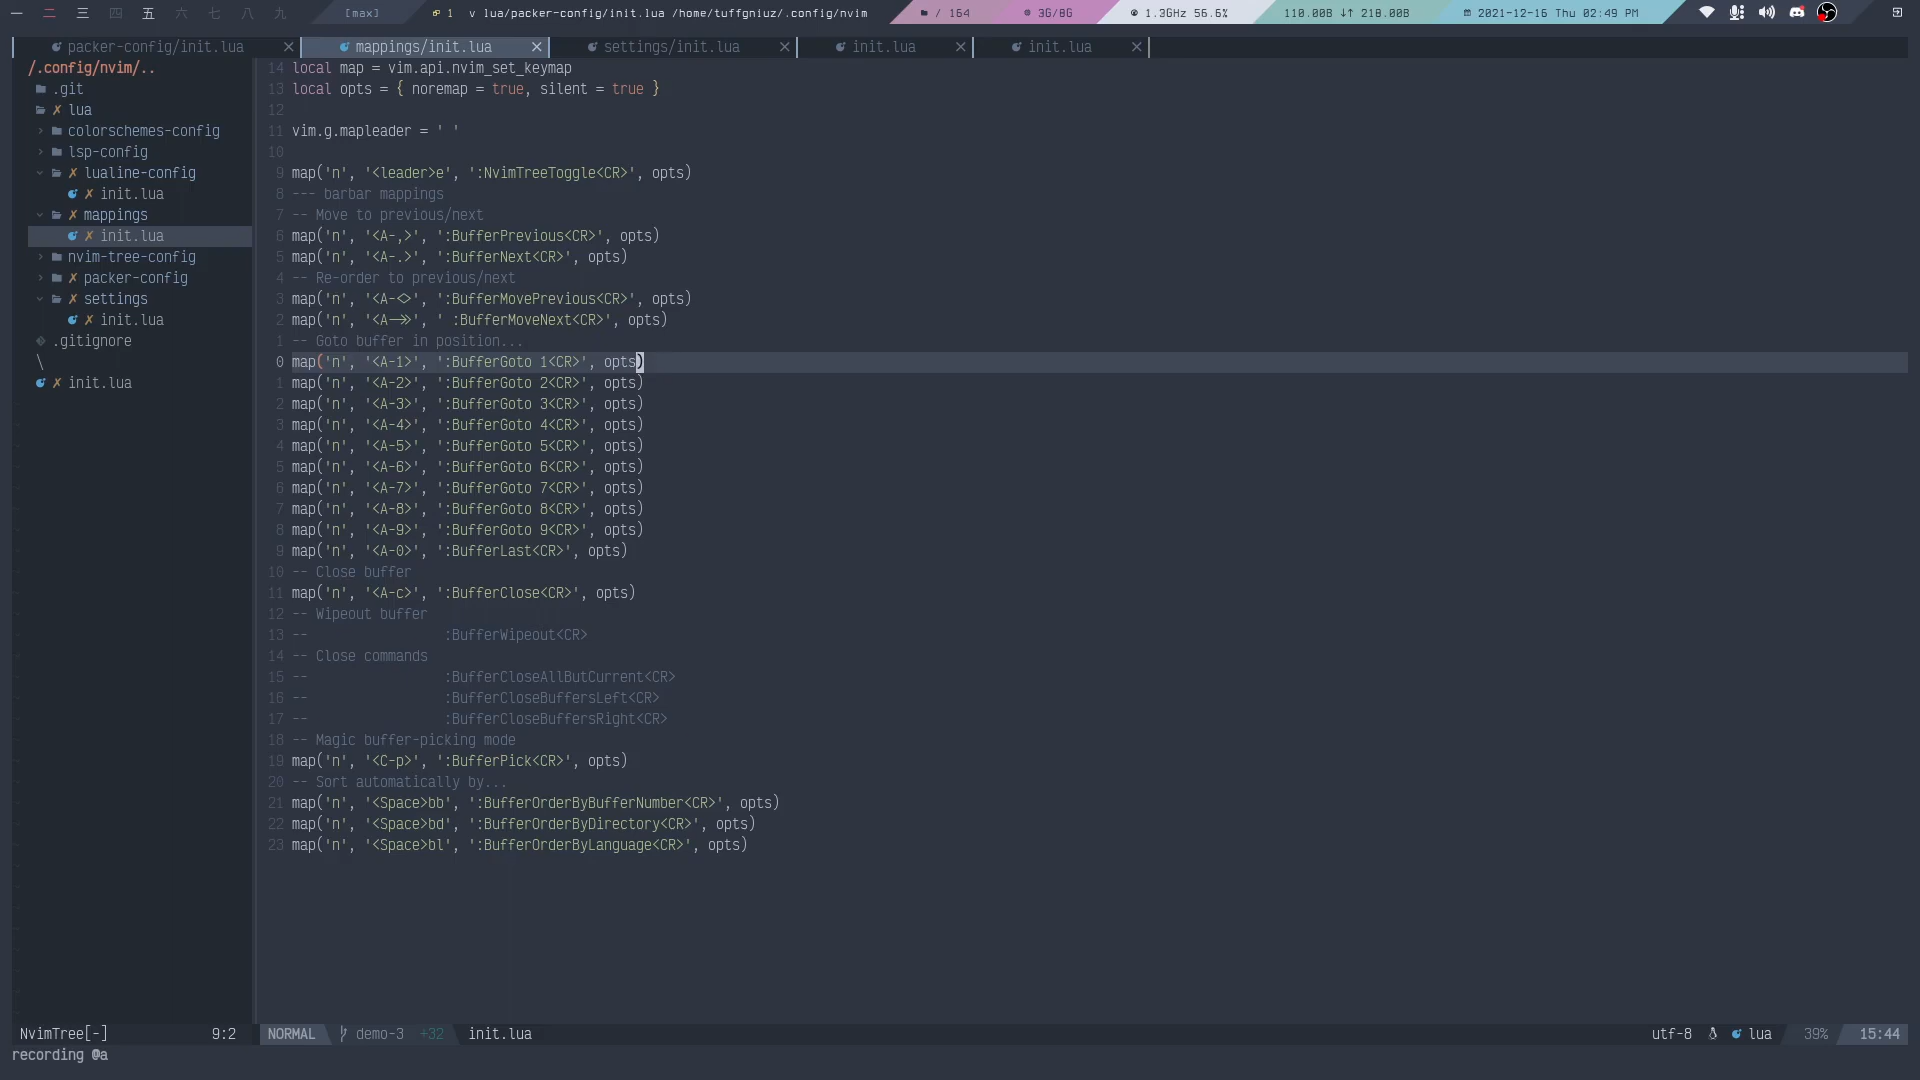 一 二 三 四 五 六 七 八 九 [max] 1 v lua/packer-config/init.lua /home/tuffgniuz/.config/nvim / 164 3G/8G 1.3GHz 56.6% 110.00B ↓↑ 218.00B 2021-12-16 Thu 02:49 PM
packer-config/init.lua mappings/init.lua settings/init.lua init.lua init.lua
/.config/nvim/..
.git
lua
colorschemes-config
lsp-config
lualine-config
init.lua
mappings
init.lua
nvim-tree-config
packer-config
settings
init.lua
.gitignore
\
init.lua
14 local map = vim.api.nvim_set_keymap
13 local opts = { noremap = true, silent = true }
12
11 vim.g.mapleader = ' '
10
9 map('n', '<leader>e', ':NvimTreeToggle<CR>', opts)
8 --- barbar mappings
7 -- Move to previous/next
6 map('n', '<A-,>', ':BufferPrevious<CR>', opts)
5 map('n', '<A-.>', ':BufferNext<CR>', opts)
4 -- Re-order to previous/next
3 map('n', '<A-<>', ':BufferMovePrevious<CR>', opts)
2 map('n', '<A->>', ' :BufferMoveNext<CR>', opts)
1 -- Goto buffer in position...
0 map('n', '<A-1>', ':BufferGoto 1<CR>', opts)
1 map('n', '<A-2>', ':BufferGoto 2<CR>', opts)
2 map('n', '<A-3>', ':BufferGoto 3<CR>', opts)
3 map('n', '<A-4>', ':BufferGoto 4<CR>', opts)
4 map('n', '<A-5>', ':BufferGoto 5<CR>', opts)
5 map('n', '<A-6>', ':BufferGoto 6<CR>', opts)
6 map('n', '<A-7>', ':BufferGoto 7<CR>', opts)
7 map('n', '<A-8>', ':BufferGoto 8<CR>', opts)
8 map('n', '<A-9>', ':BufferGoto 9<CR>', opts)
9 map('n', '<A-0>', ':BufferLast<CR>', opts)
10 -- Close buffer
11 map('n', '<A-c>', ':BufferClose<CR>', opts)
12 -- Wipeout buffer
13 --                 :BufferWipeout<CR>
14 -- Close commands
15 --                 :BufferCloseAllButCurrent<CR>
16 --                 :BufferCloseBuffersLeft<CR>
17 --                 :BufferCloseBuffersRight<CR>
18 -- Magic buffer-picking mode
19 map('n', '<C-p>', ':BufferPick<CR>', opts)
20 -- Sort automatically by...
21 map('n', '<Space>bb', ':BufferOrderByBufferNumber<CR>', opts)
22 map('n', '<Space>bd', ':BufferOrderByDirectory<CR>', opts)
23 map('n', '<Space>bl', ':BufferOrderByLanguage<CR>', opts)
NvimTree[-] 9:2 NORMAL demo-3 +32 init.lua utf-8 lua 39% 15:44
recording @a